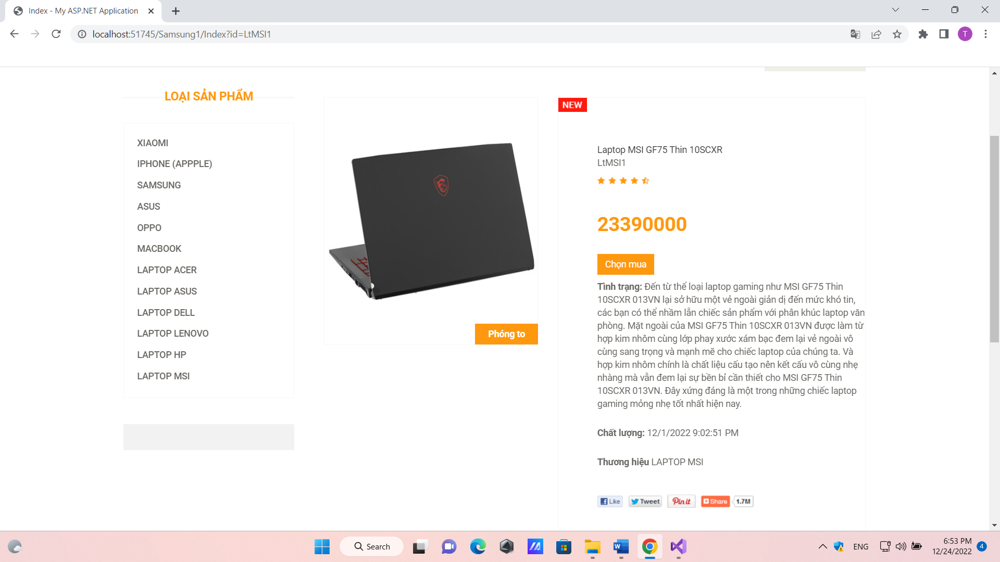 Index - My ASP.NET Application
localhost:51745/Samsung1/Index?id=LtMSI1
T
LOẠI SẢN PHẨM
XIAOMI
IPHONE (APPPLE)
SAMSUNG
ASUS
OPPO
MACBOOK
LAPTOP ACER
LAPTOP ASUS
LAPTOP DELL
LAPTOP LENOVO
LAPTOP HP
LAPTOP MSI
Phóng to
NEW
Laptop MSI GF75 Thin 10SCXR
LtMSI1
23390000
Chọn mua
Tình trạng: Đến từ thể loại laptop gaming như MSI GF75 Thin
10SCXR 013VN lại sở hữu một vẻ ngoài giản dị đến mức khó tin,
các bạn có thể nhầm lẫn chiếc sản phẩm với phân khúc laptop văn
phòng. Mặt ngoài của MSI GF75 Thin 10SCXR 013VN được làm từ
hợp kim nhôm cùng lớp phay xước xám bạc đem lại vẻ ngoài vô
cùng sang trọng và mạnh mẽ cho chiếc laptop của chúng ta. Và
hợp kim nhôm chính là chất liệu cấu tạo nên kết cấu vô cùng nhẹ
nhàng mà vẫn đem lại sự bền bỉ cần thiết cho MSI GF75 Thin
10SCXR 013VN. Đây xứng đáng là một trong những chiếc laptop
gaming mỏng nhẹ tốt nhất hiện nay.
Chất lượng: 12/1/2022 9:02:51 PM
Thương hiệu LAPTOP MSI
Like Tweet Pin it Share 1.7M
Search
ENG
6:53 PM
12/24/2022
4